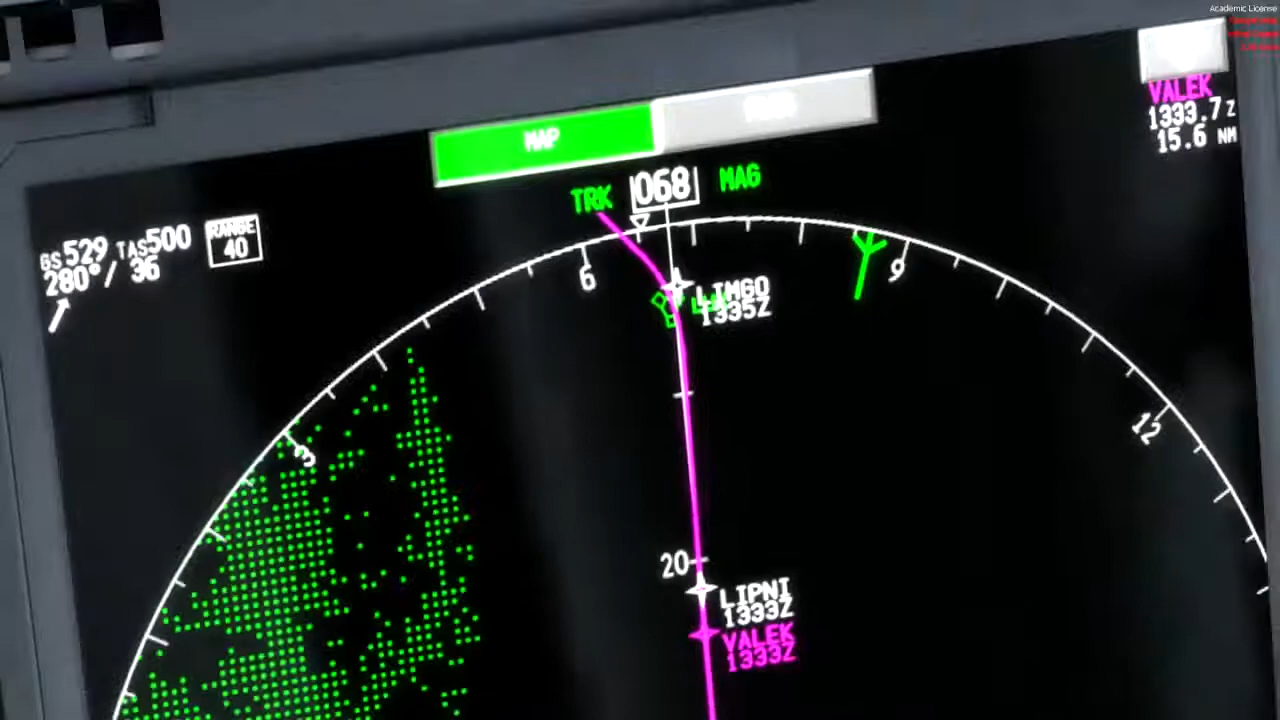 Academic License
MAP
VALEK
1333.7Z
15.6 NM
TRK 068 MAG
GS529 TAS500
280°/ 36
RANGE
40
3
6
9
12
LIMGO
1335Z
20
LIPNI
1333Z
VALEK
1333Z